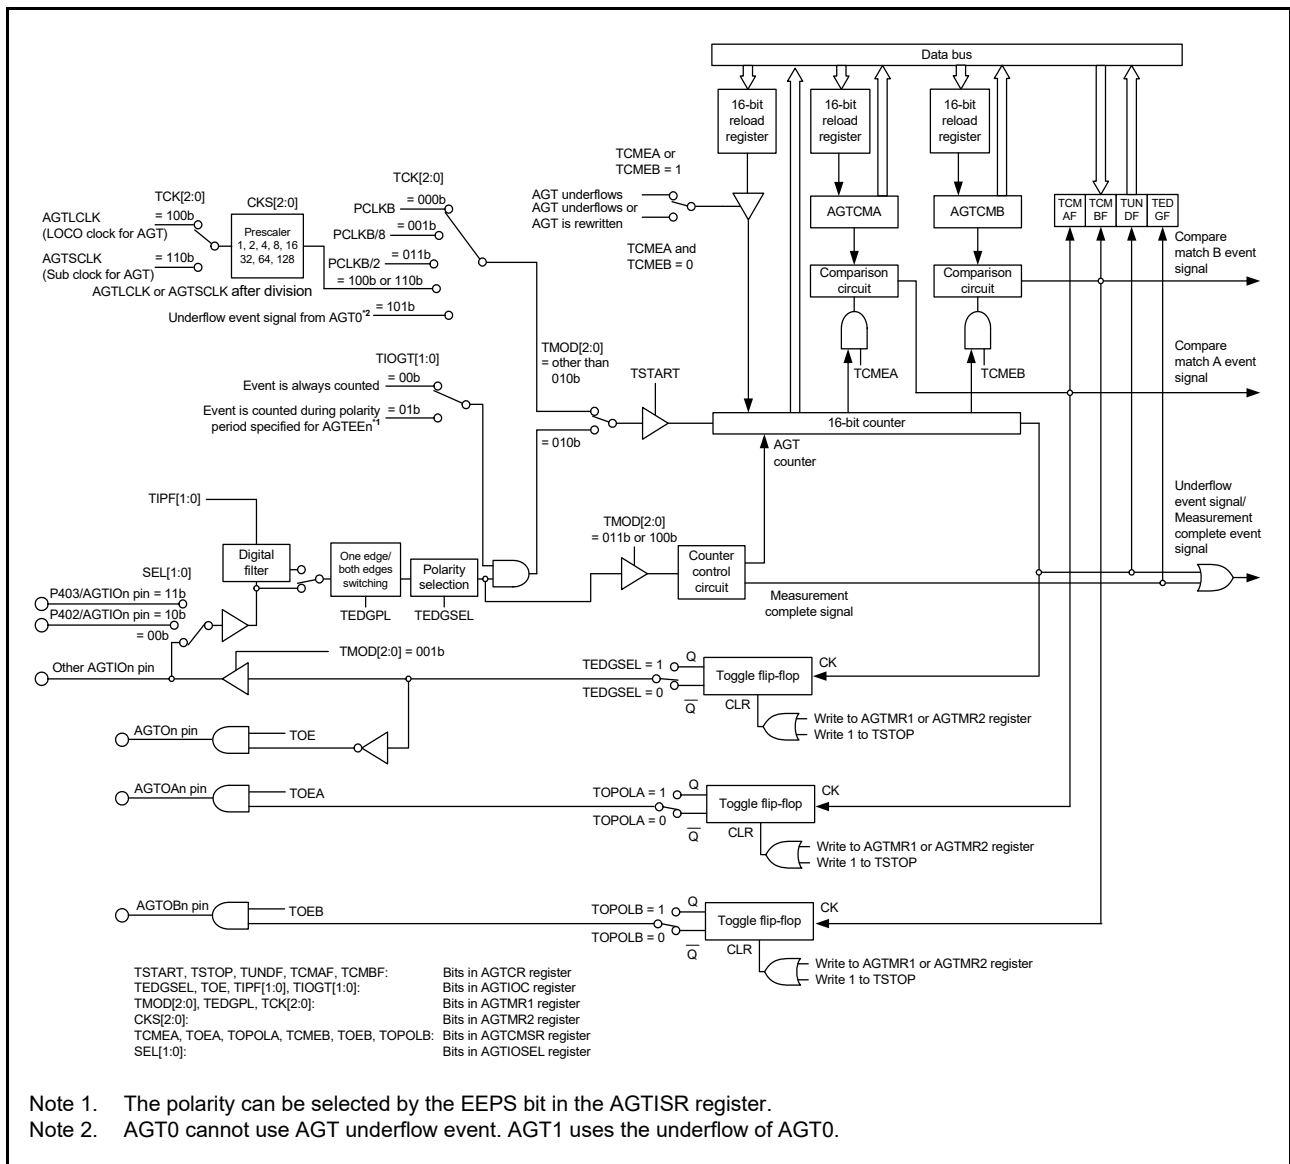 Data bus
16-bit
reload
register
16-bit
reload
register
16-bit
reload
register
TCMEA or
TCMEB = 1
AGT underflows
AGT underflows or
AGT is rewritten
TCMEA and
TCMEB = 0
AGTCMA
AGTCMB
TCM
AF
TCM
BF
TUN
DF
TED
GF
Comparison
circuit
Comparison
circuit
TCMEA
TCMEB
Compare
match B event
signal
Compare
match A event
signal
TCK[2:0]
AGTLCLK
(LOCO clock for AGT)
= 100b
AGTSCLK
(Sub clock for AGT)
= 110b
CKS[2:0]
Prescaler
1, 2, 4, 8, 16
32, 64, 128
AGTLCLK or AGTSCLK after division
TCK[2:0]
PCLKB
= 000b
PCLKB/8
= 001b
PCLKB/2
= 011b
= 100b or 110b
Underflow event signal from AGT0*2
= 101b
TIOGT[1:0]
Event is always counted
= 00b
Event is counted during polarity
period specified for AGTEEn*1
= 01b
TMOD[2:0]
= other than
010b
= 010b
TSTART
16-bit counter
AGT
counter
TIPF[1:0]
Digital
filter
SEL[1:0]
P403/AGTIOn pin = 11b
P402/AGTIOn pin = 10b
= 00b
Other AGTIOn pin
One edge/
both edges
switching
TEDGPL
Polarity
selection
TEDGSEL
TMOD[2:0]
= 011b or 100b
Counter
control
circuit
Measurement
complete signal
Underflow
event signal/
Measurement
complete event
signal
TMOD[2:0] = 001b
TEDGSEL = 1
TEDGSEL = 0
Q
Q
Toggle flip-flop
CK
CLR
Write to AGTMR1 or AGTMR2 register
Write 1 to TSTOP
AGTOn pin
TOE
AGTOAn pin
TOEA
TOPOLA = 1
TOPOLA = 0
Q
Q
Toggle flip-flop
CK
CLR
Write to AGTMR1 or AGTMR2 register
Write 1 to TSTOP
AGTOBn pin
TOEB
TOPOLB = 1
TOPOLB = 0
Q
Q
Toggle flip-flop
CK
CLR
Write to AGTMR1 or AGTMR2 register
Write 1 to TSTOP
TSTART, TSTOP, TUNDF, TCMAF, TCMBF: Bits in AGTCR register
TEDGSEL, TOE, TIPF[1:0], TIOGT[1:0]: Bits in AGTIOC register
TMOD[2:0], TEDGPL, TCK[2:0]: Bits in AGTMR1 register
CKS[2:0]: Bits in AGTMR2 register
TCMEA, TOEA, TOPOLA, TCMEB, TOEB, TOPOLB: Bits in AGTCMSR register
SEL[1:0]: Bits in AGTIOSEL register
Note 1. The polarity can be selected by the EEPS bit in the AGTISR register.
Note 2. AGT0 cannot use AGT underflow event. AGT1 uses the underflow of AGT0.